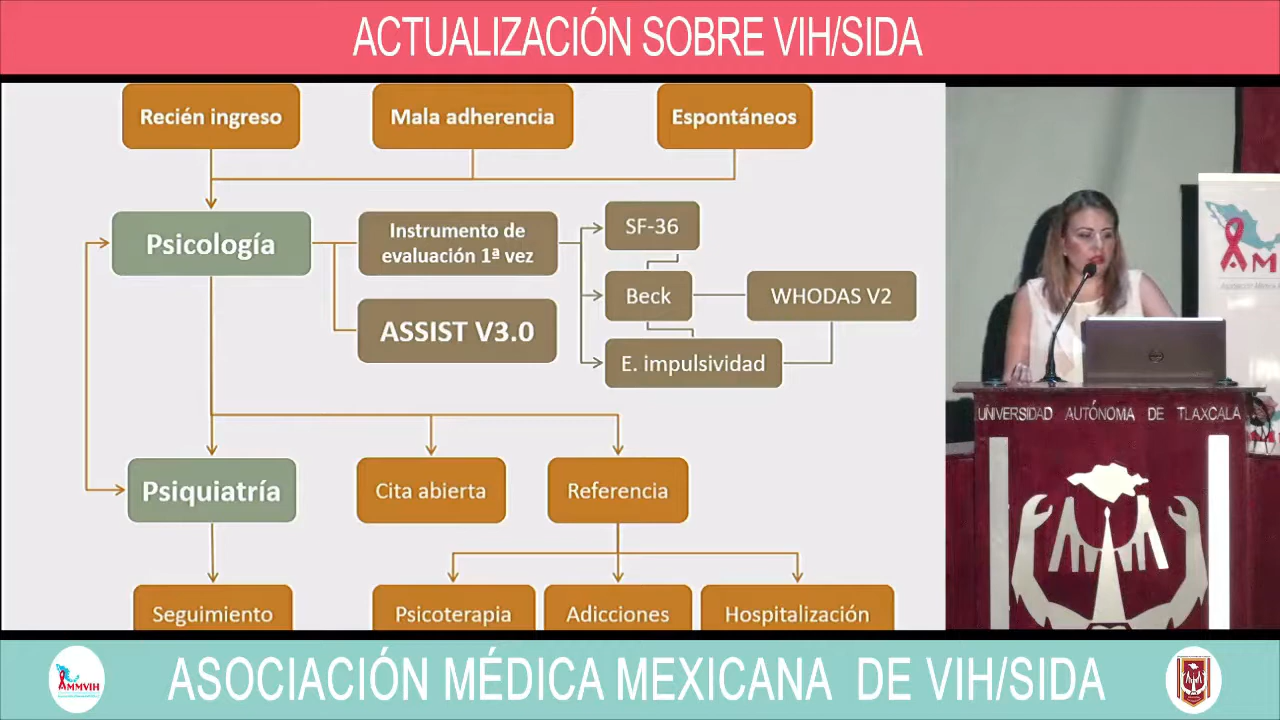 ACTUALIZACIÓN SOBRE VIH/SIDA
Recién ingreso
Mala adherencia
Espontáneos
Psicología
Instrumento de
evaluación 1ª vez
SF-36
Beck
WHODAS V2
ASSIST V3.0
E. impulsividad
Psiquiatría
Cita abierta
Referencia
Seguimiento
Psicoterapia
Adicciones
Hospitalización
AM
UNIVERSIDAD AUTÓNOMA DE TLAXCALA
AMMVIH
ASOCIACIÓN MÉDICA MEXICANA DE VIH/SIDA